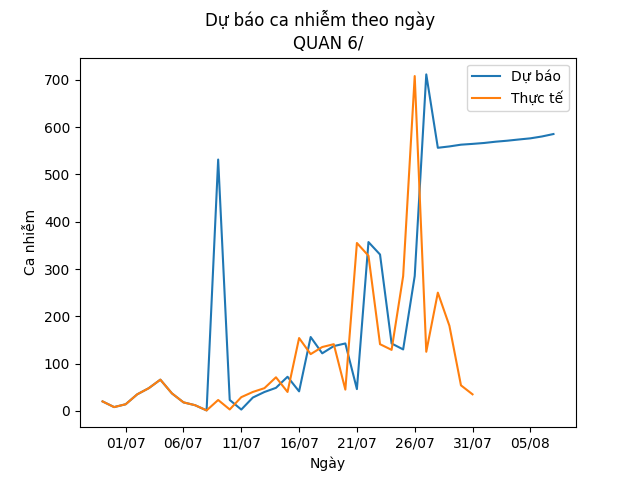 Dự báo ca nhiễm theo ngày
QUAN 6/
Dự báo
Thực tế
Ca nhiễm
700
600
500
400
300
200
100
0
01/07 06/07 11/07 16/07 21/07 26/07 31/07 05/08
Ngày